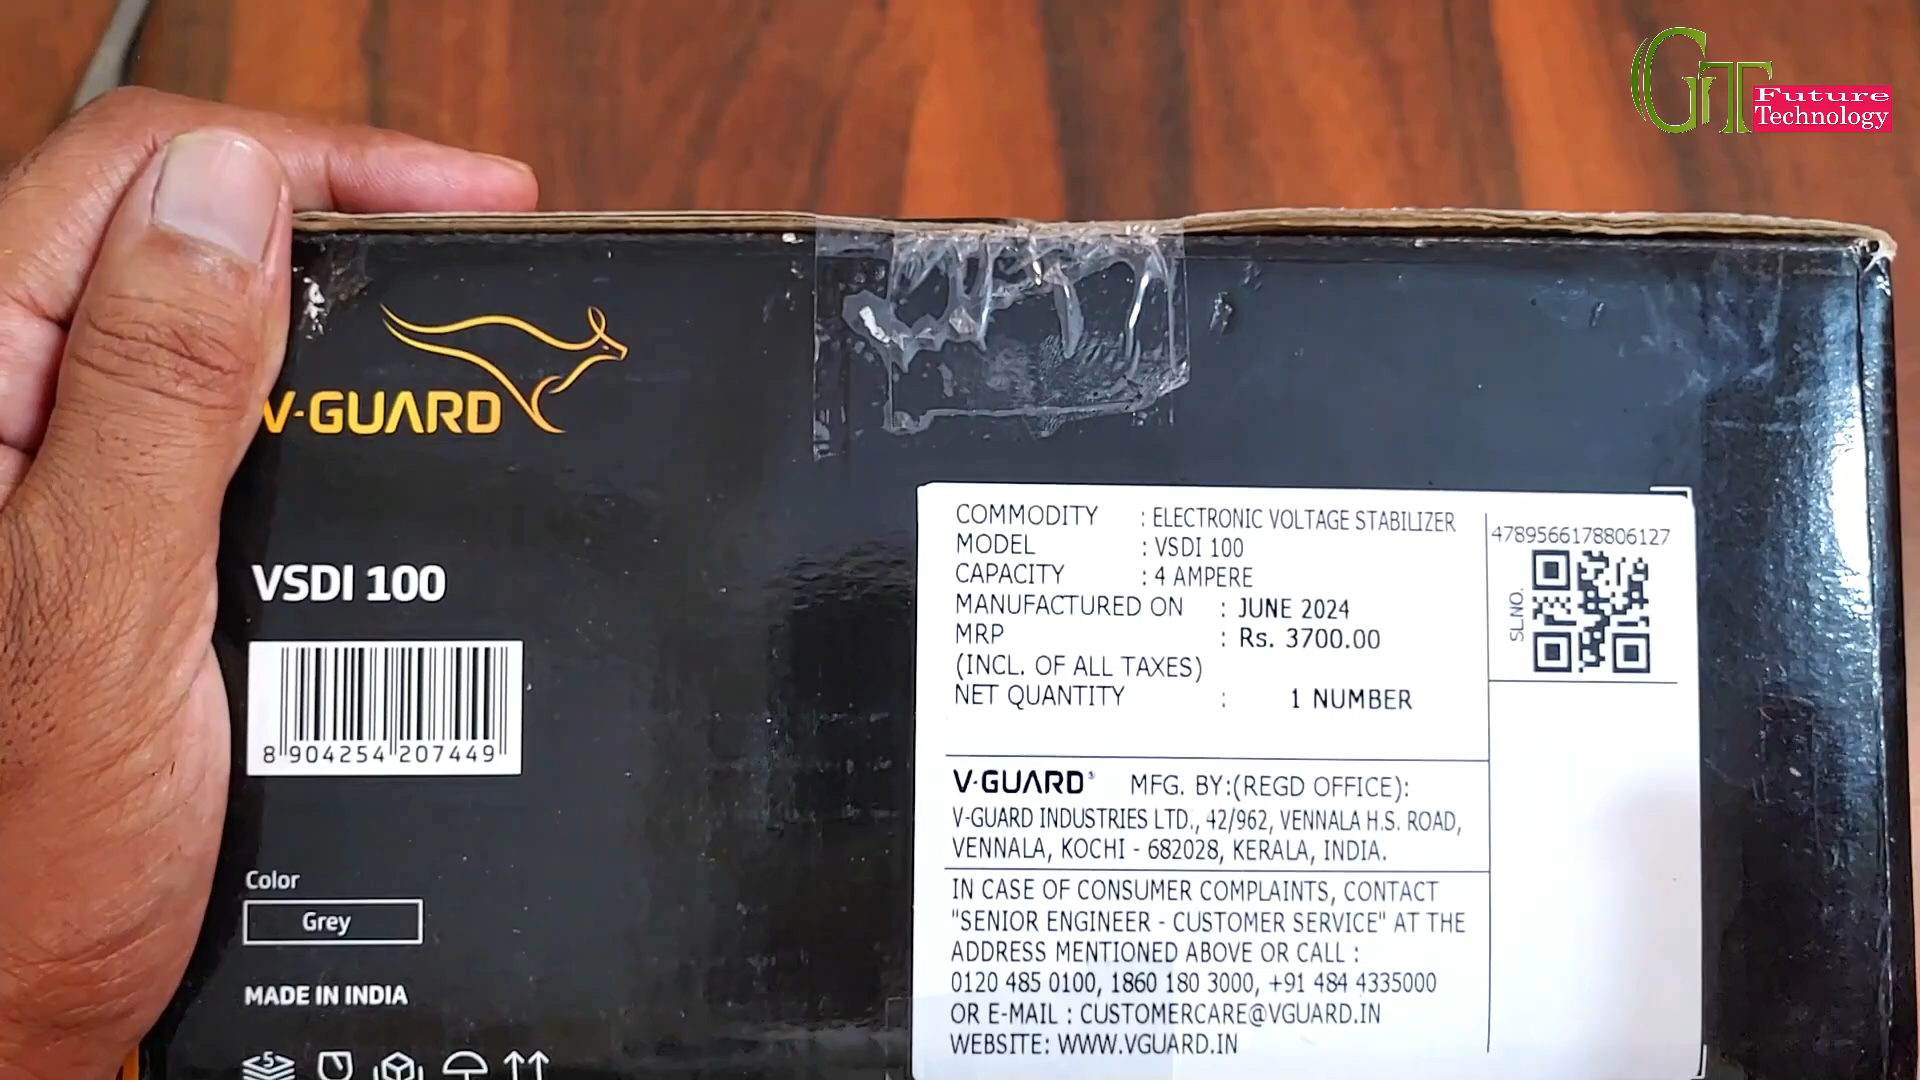 GT Future
Technology
V-GUARD
VSDI 100
8 904254 207449
Color
Grey
MADE IN INDIA
5
COMMODITY : ELECTRONIC VOLTAGE STABILIZER
MODEL : VSDI 100
CAPACITY : 4 AMPERE
MANUFACTURED ON : JUNE 2024
MRP : Rs. 3700.00
(INCL. OF ALL TAXES)
NET QUANTITY : 1 NUMBER
4789566178806127
SL.NO.
V-GUARD® MFG. BY:(REGD OFFICE):
V-GUARD INDUSTRIES LTD., 42/962, VENNALA H.S. ROAD,
VENNALA, KOCHI - 682028, KERALA, INDIA.
IN CASE OF CONSUMER COMPLAINTS, CONTACT
"SENIOR ENGINEER - CUSTOMER SERVICE" AT THE
ADDRESS MENTIONED ABOVE OR CALL :
0120 485 0100, 1860 180 3000, +91 484 4335000
OR E-MAIL : CUSTOMERCARE@VGUARD.IN
WEBSITE: WWW.VGUARD.IN